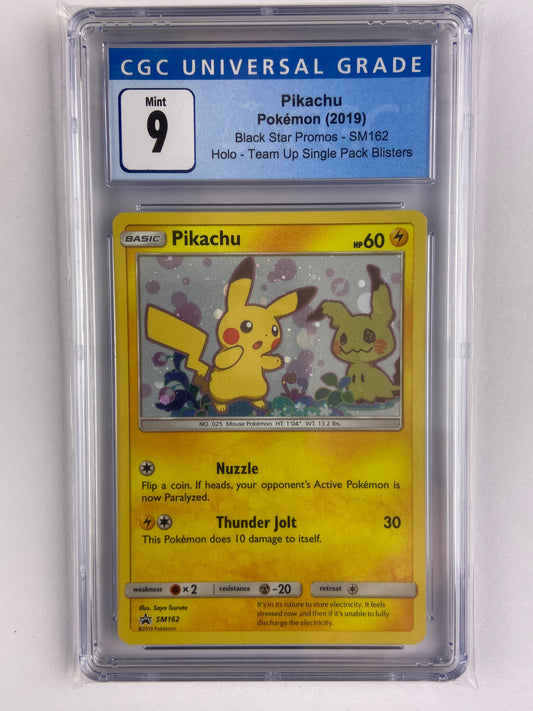 CGC UNIVERSAL GRADE
Mint
9
Pikachu
Pokémon (2019)
Black Star Promos - SM162
Holo - Team Up Single Pack Blisters
BASIC Pikachu HP60
NO. 025 Mouse Pokémon HT: 1'04" WT: 13.2 lbs.
Nuzzle
Flip a coin. If heads, your opponent's Active Pokémon is
now Paralyzed.
Thunder Jolt 30
This Pokémon does 10 damage to itself.
weakness ×2 resistance -20 retreat
Illus. Saya Tsuruta
SM162
©2019 Pokémon
It's in its nature to store electricity. It feels
stressed now and then if it's unable to fully
discharge the electricity.